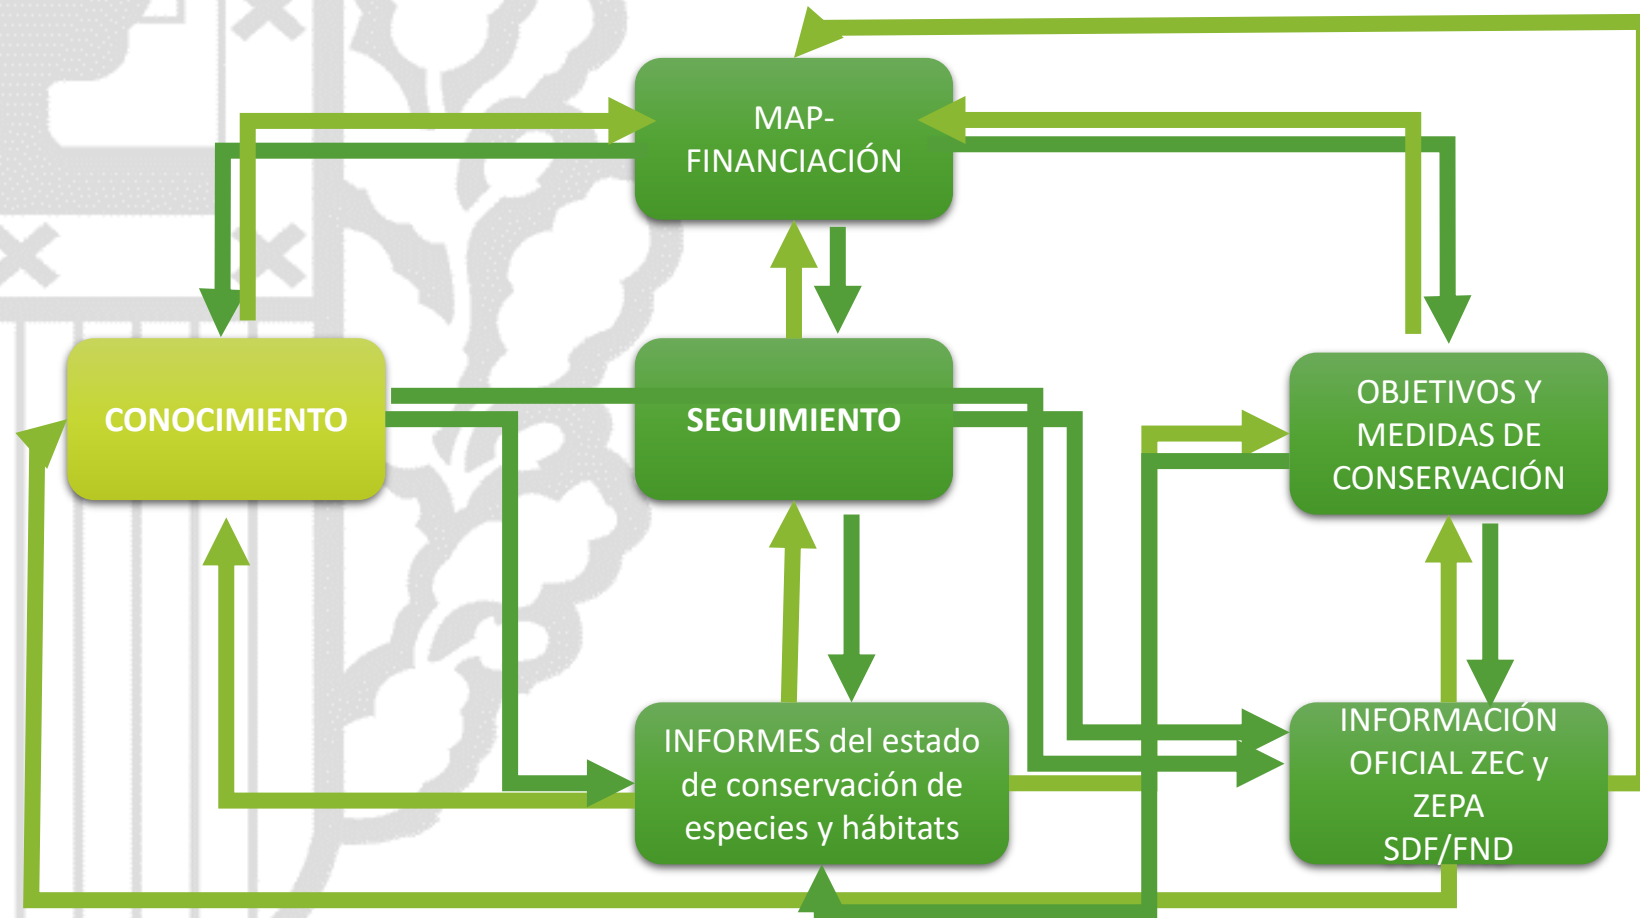 MAP-
FINANCIACIÓN
CONOCIMIENTO
SEGUIMIENTO
OBJETIVOS Y
MEDIDAS DE
CONSERVACIÓN
INFORMES del estado
de conservación de
especies y hábitats
INFORMACIÓN
OFICIAL ZEC y
ZEPA
SDF/FND